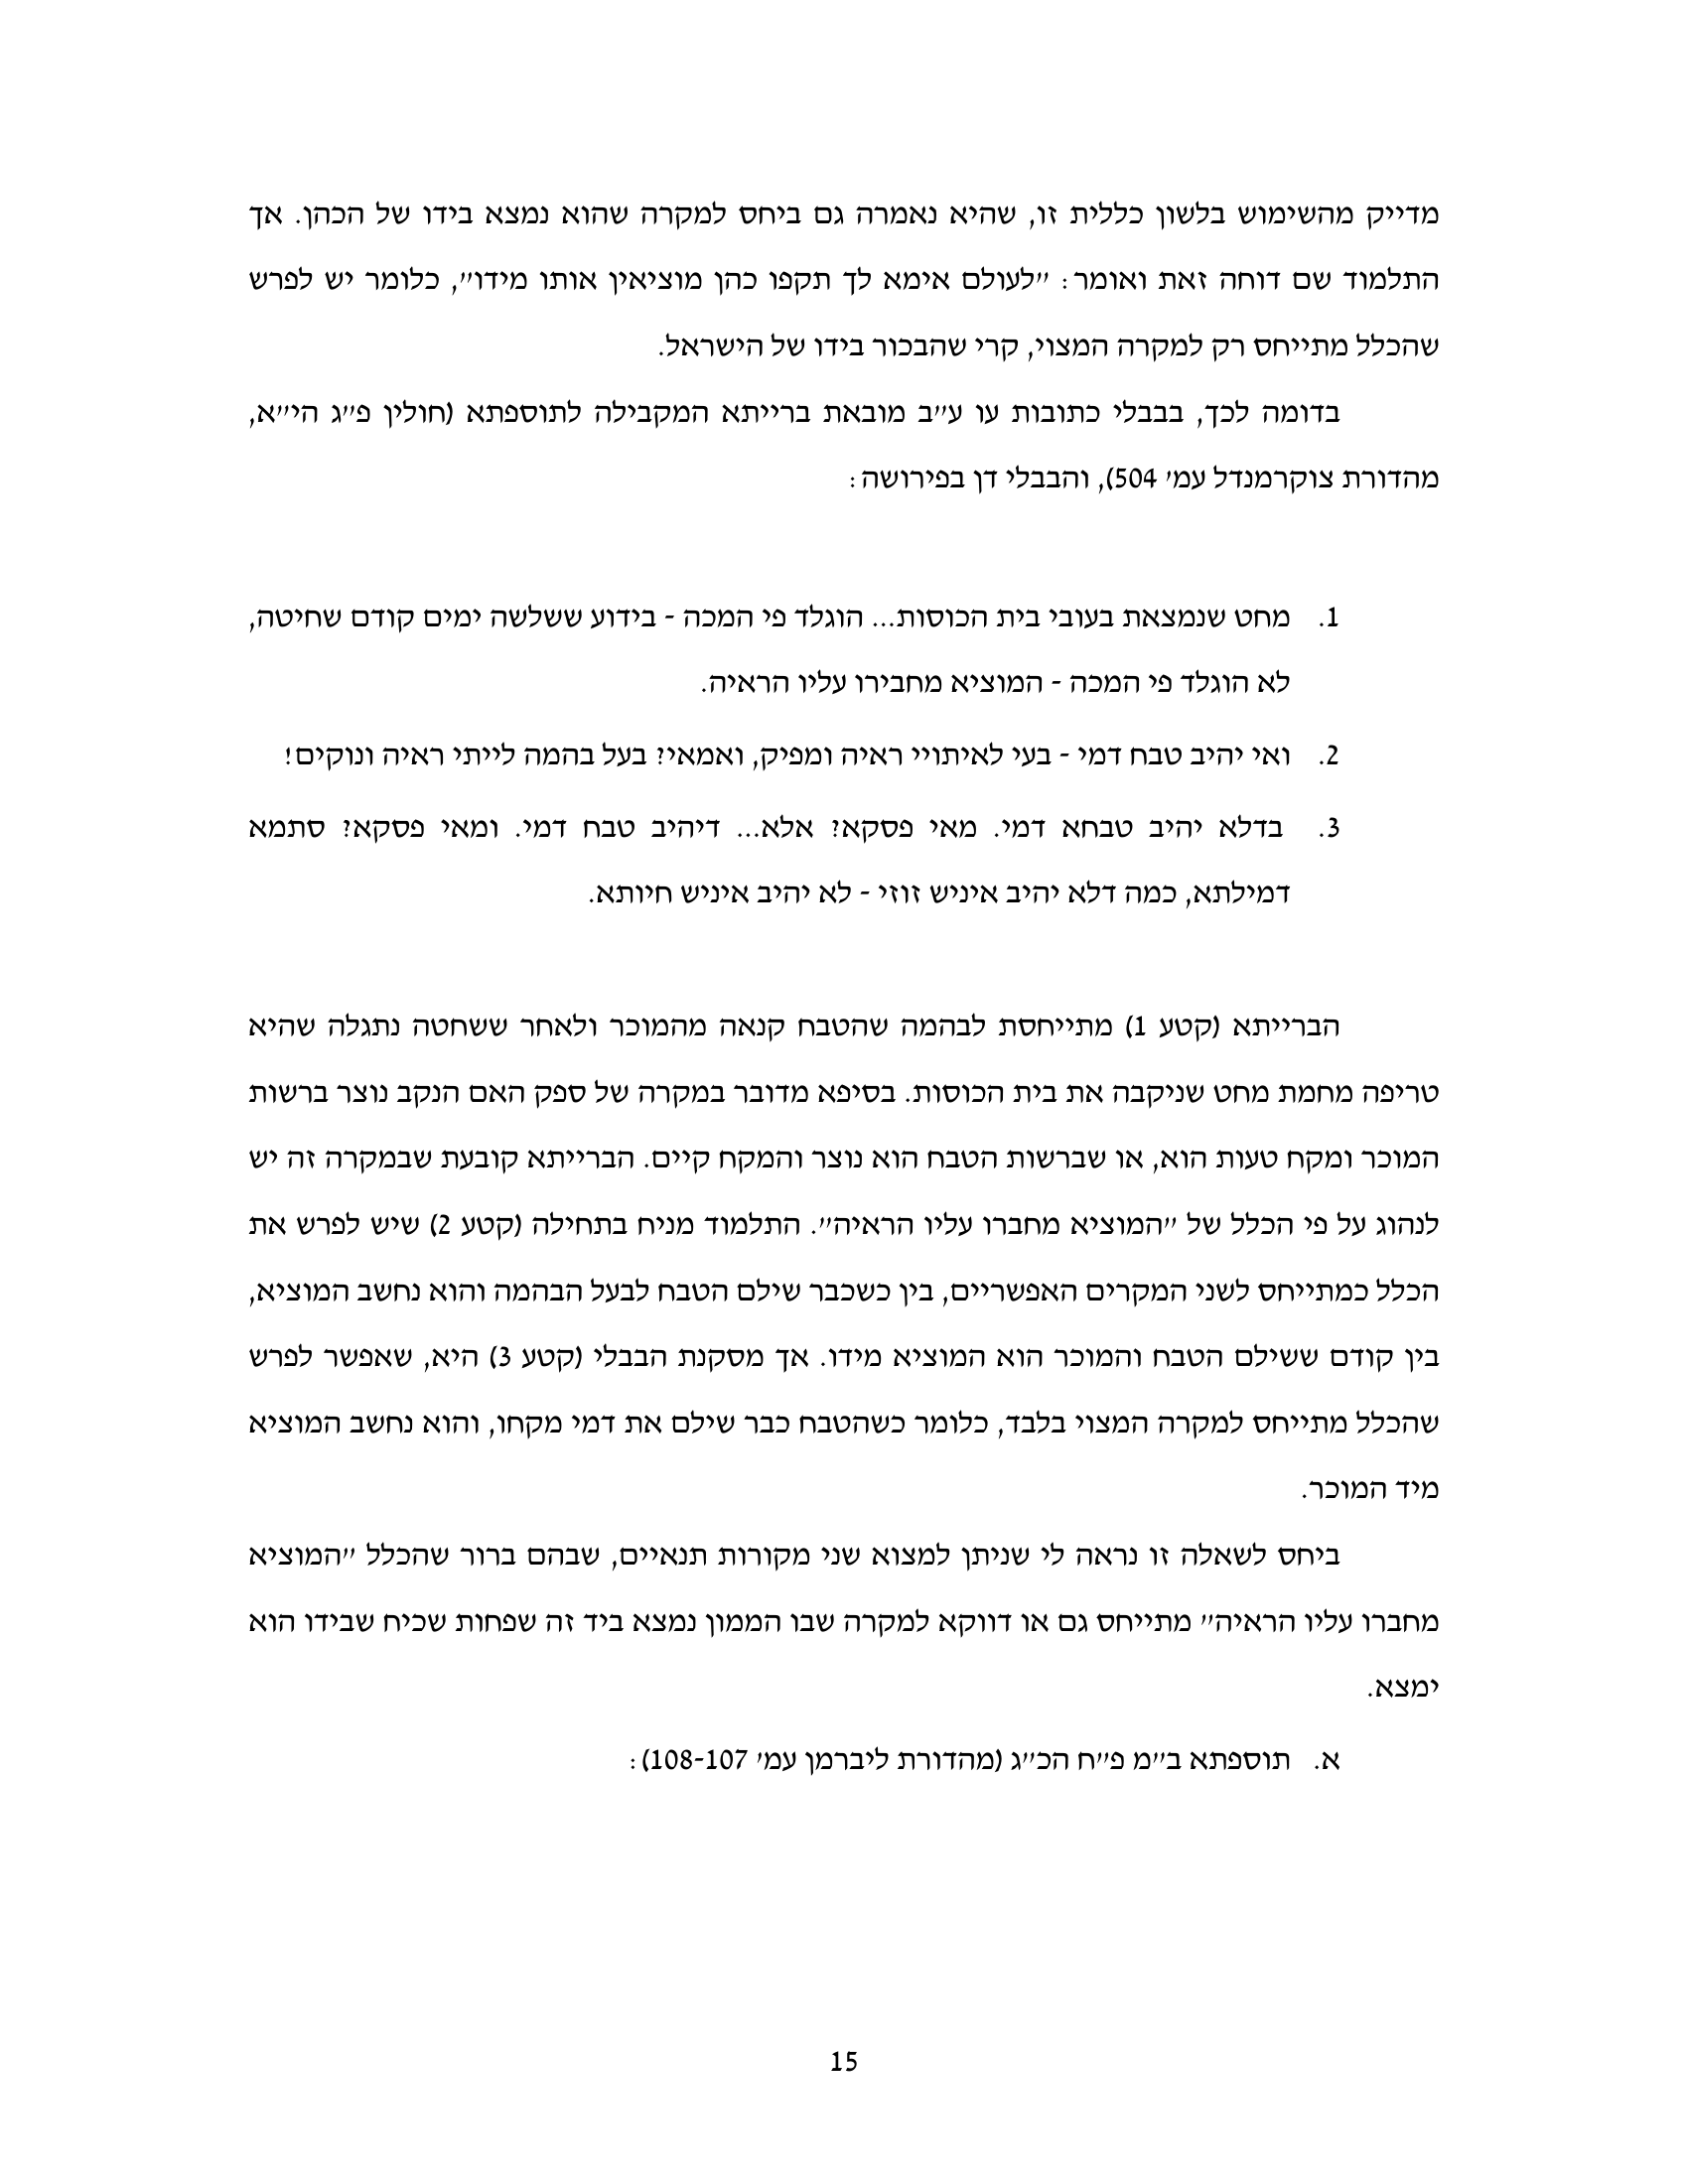 מדייק מהשימוש בלשון כללית זו, שהיא נאמרה גם ביחס למקרה שהוא נמצא בידו של הכהן. אך
התלמוד שם דוחה זאת ואומר: "לעולם אימא לך תקפו כהן מוציאין אותו מידו", כלומר יש לפרש
שהכלל מתייחס רק למקרה המצוי, קרי שהבכור בידו של הישראל.
בדומה לכך, בבבלי כתובות עו ע"ב מובאת ברייתא המקבילה לתוספתא (חולין פ"ג הי"א,
מהדורת צוקרמנדל עמ' 504), והבבלי דן בפירושה:
1. מחט שנמצאת בעובי בית הכוסות... הוגלד פי המכה - בידוע ששלשה ימים קודם שחיטה,
לא הוגלד פי המכה - המוציא מחבירו עליו הראיה.
2. ואי יהיב טבח דמי - בעי לאיתויי ראיה ומפיק, ואמאי? בעל בהמה לייתי ראיה ונוקים!
3. בדלא יהיב טבחא דמי. מאי פסקא? אלא... דיהיב טבח דמי. ומאי פסקא? סתמא
דמילתא, כמה דלא יהיב איניש זוזי - לא יהיב איניש חיותא.
הברייתא (קטע 1) מתייחסת לבהמה שהטבח קנאה מהמוכר ולאחר ששחטה נתגלה שהיא
טריפה מחמת מחט שניקבה את בית הכוסות. בסיפא מדובר במקרה של ספק האם הנקב נוצר ברשות
המוכר ומקח טעות הוא, או שברשות הטבח הוא נוצר והמקח קיים. הברייתא קובעת שבמקרה זה יש
לנהוג על פי הכלל של "המוציא מחברו עליו הראיה". התלמוד מניח בתחילה (קטע 2) שיש לפרש את
הכלל כמתייחס לשני המקרים האפשריים, בין כשכבר שילם הטבח לבעל הבהמה והוא נחשב המוציא,
בין קודם ששילם הטבח והמוכר הוא המוציא מידו. אך מסקנת הבבלי (קטע 3) היא, שאפשר לפרש
שהכלל מתייחס למקרה המצוי בלבד, כלומר כשהטבח כבר שילם את דמי מקחו, והוא נחשב המוציא
מיד המוכר.
ביחס לשאלה זו נראה לי שניתן למצוא שני מקורות תנאיים, שבהם ברור שהכלל "המוציא
מחברו עליו הראיה" מתייחס גם או דווקא למקרה שבו הממון נמצא ביד זה שפחות שכיח שבידו הוא
ימצא.
א. תוספתא ב"מ פ"ח הכ"ג (מהדורת ליברמן עמ' 108-107):
15